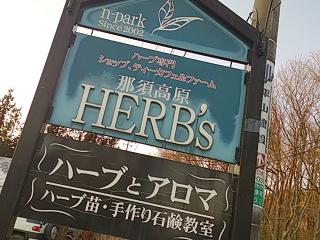 n-park
Since 2002
ハーブ専門
ショップ、ティーカフェ&ファーム
那須高原
HERB's
ハーブとアロマ
ハーブ苗・手作り石鹸教室